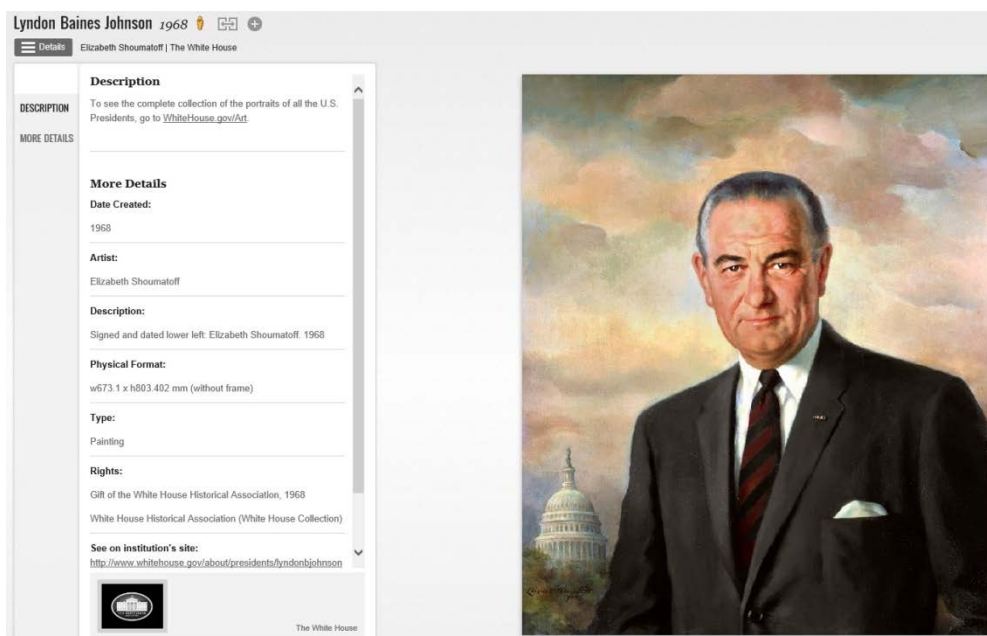 Lyndon Baines Johnson 1968
Details
Elizabeth Shoumatoff | The White House
DESCRIPTION
MORE DETAILS
Description
To see the complete collection of the portraits of all the U.S.
Presidents, go to WhiteHouse.gov/Art.
More Details
Date Created:
1968
Artist:
Elizabeth Shoumatoff
Description:
Signed and dated lower left: Elizabeth Shoumatoff. 1968
Physical Format:
w673.1 x h803.402 mm (without frame)
Type:
Painting
Rights:
Gift of the White House Historical Association, 1968
White House Historical Association (White House Collection)
See on institution's site:
http://www.whitehouse.gov/about/presidents/lyndonbjohnson
The White House